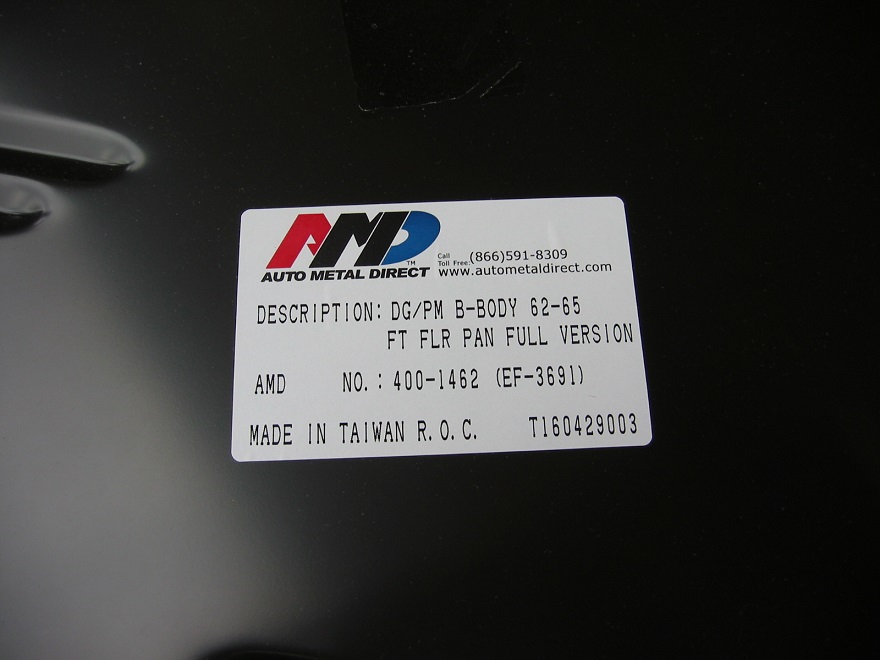 AMD™
AUTO METAL DIRECT
Call Toll Free: (866)591-8309
www.autometaldirect.com
DESCRIPTION: DG/PM B-BODY 62-65
FT FLR PAN FULL VERSION
AMD NO.: 400-1462 (EF-3691)
MADE IN TAIWAN R.O.C. T160429003